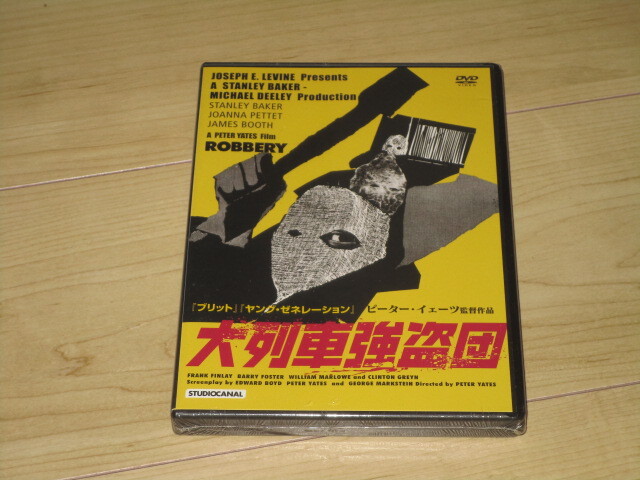 JOSEPH E. LEVINE Presents
A STANLEY BAKER -
MICHAEL DEELEY Production
STANLEY BAKER
JOANNA PETTET
JAMES BOOTH
A PETER YATES Film
ROBBERY
DVD
VIDEO
「ブリット」「ヤング・ゼネレーション」 ピーター・イェーツ監督作品
大列車強盗団
FRANK FINLAY BARRY FOSTER WILLIAM MARLOWE and CLINTON GREYN
Screenplay by EDWARD BOYD PETER YATES and GEORGE MARKSTEIN Directed by PETER YATES
STUDIOCANAL